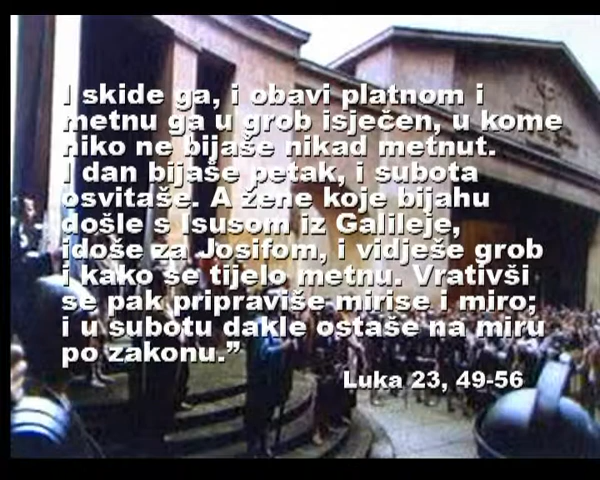 I skide ga, i obavi platnom i
metnu ga u grob isječen, u kome
niko ne bijaše nikad metnut.
I dan bijaše petak, i subota
osvitaše. A žene koje bijahu
došle s Isusom iz Galileje,
idoše za Josifom, i vidješe grob
i kako se tijelo metnu. Vrativši
se pak pripraviše mirise i miro;
i u subotu dakle ostaše na miru
po zakonu.”
Luka 23, 49-56